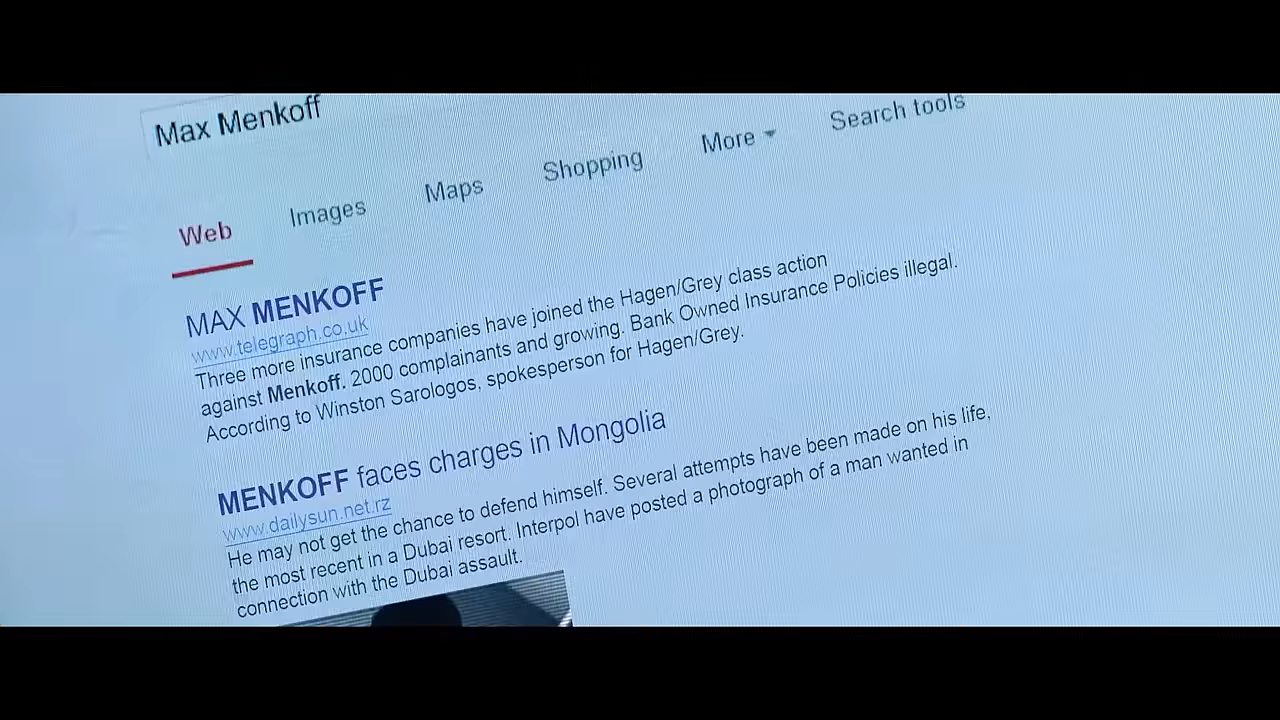 Max Menkoff
Web Images Maps Shopping More Search tools
MAX MENKOFF
www.telegraph.co.uk
Three more insurance companies have joined the Hagen/Grey class action
against Menkoff. 2000 complainants and growing. Bank Owned Insurance Policies illegal.
According to Winston Sarologos, spokesperson for Hagen/Grey.
MENKOFF faces charges in Mongolia
www.dailysun.net.rz
He may not get the chance to defend himself. Several attempts have been made on his life,
the most recent in a Dubai resort. Interpol have posted a photograph of a man wanted in
connection with the Dubai assault.